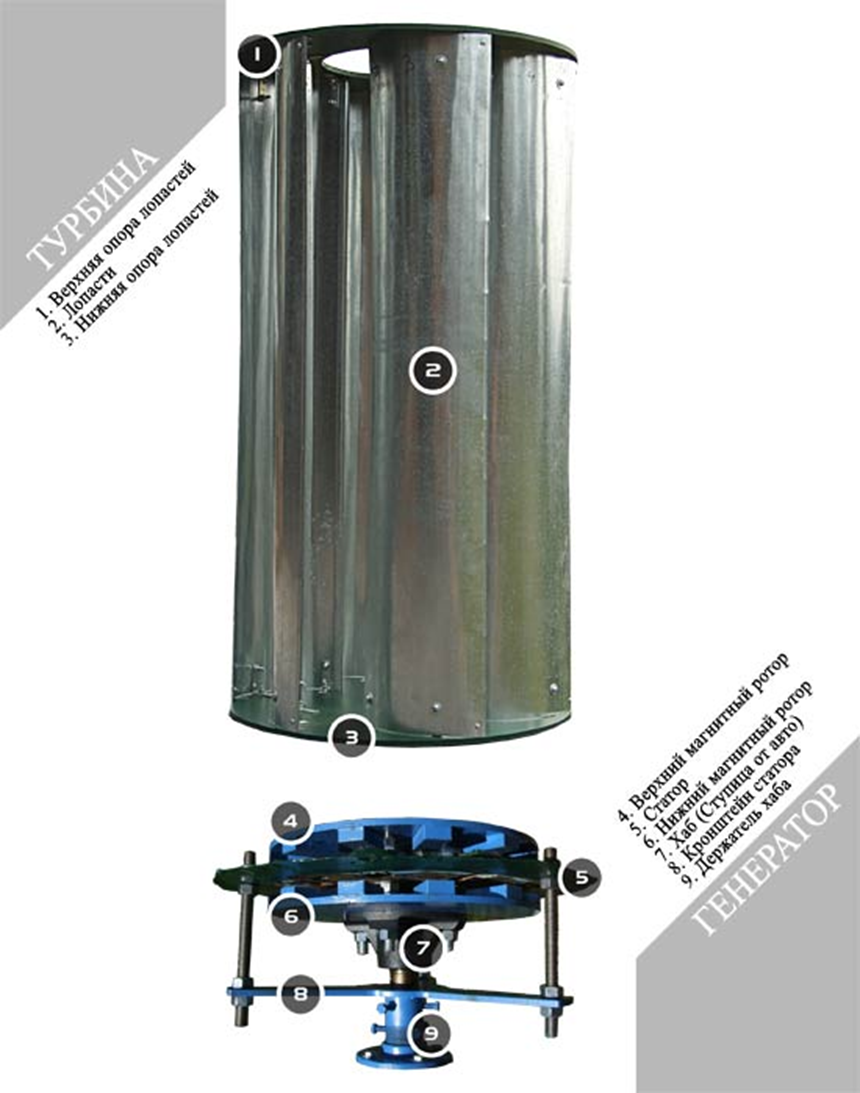 ТУРБИНА
1. Верхняя опора лопастей
2. Лопасти
3. Нижняя опора лопастей
1
2
3
4
5
6
7
8
9
4. Верхний магнитный ротор
5. Статор
6. Нижний магнитный ротор
7. Хаб (Ступица от авто)
8. Кронштейн статора
9. Держатель хаба
ГЕНЕРАТОР